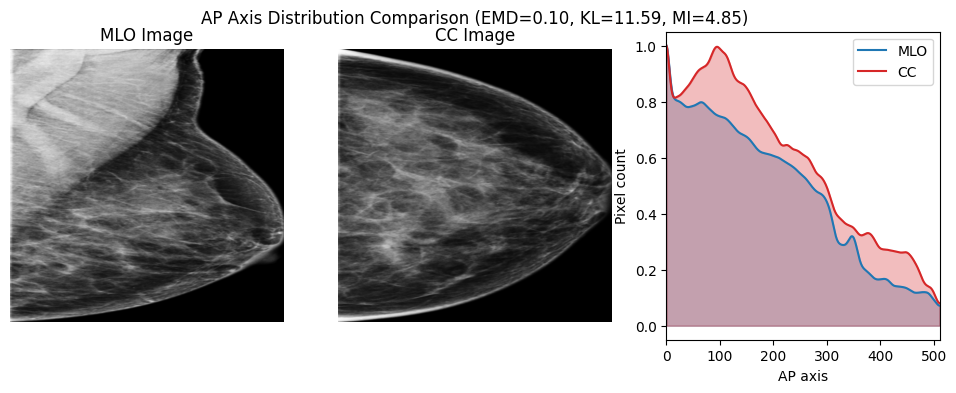 AP Axis Distribution Comparison (EMD=0.10, KL=11.59, MI=4.85)
MLO Image
CC Image
MLO
CC
Pixel count
1.0
0.8
0.6
0.4
0.2
0.0
0 100 200 300 400 500
AP axis